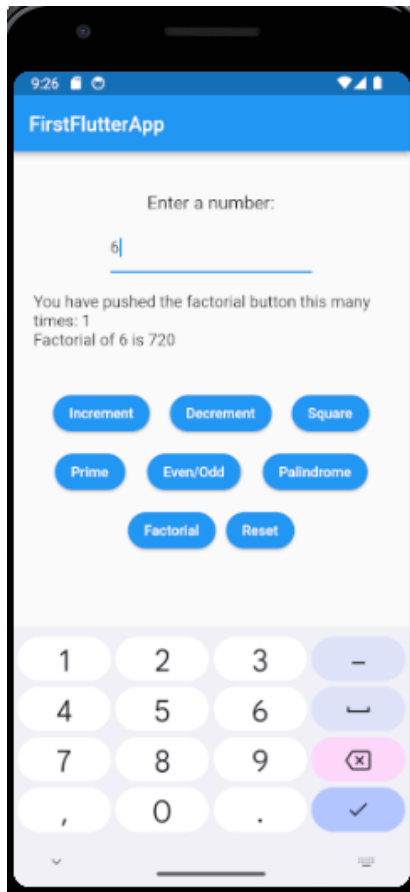 9:26
FirstFlutterApp
Enter a number:
6
You have pushed the factorial button this many
times: 1
Factorial of 6 is 720
Increment Decrement Square
Prime Even/Odd Palindrome
Factorial Reset
1 2 3 –
4 5 6
7 8 9
, 0 .